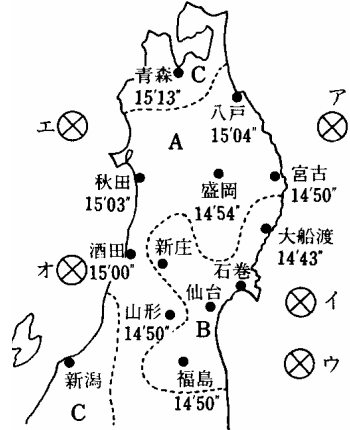 青森
C
15′13″
ア
八戸
15′04″
エ
A
秋田
15′03″
盛岡
14′54″
宮古
14′50″
大船渡
14′43″
酒田
15′00″
新庄
オ
石巻
仙台
イ
山形
14′50″
B
新潟
福島
14′50″
ウ
C